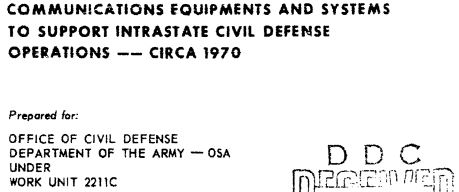 COMMUNICATIONS EQUIPMENTS AND SYSTEMS
TO SUPPORT INTRASTATE CIVIL DEFENSE
OPERATIONS —— CIRCA 1970
Prepared for:
OFFICE OF CIVIL DEFENSE
DEPARTMENT OF THE ARMY — OSA
UNDER
WORK UNIT 2211C
D D C